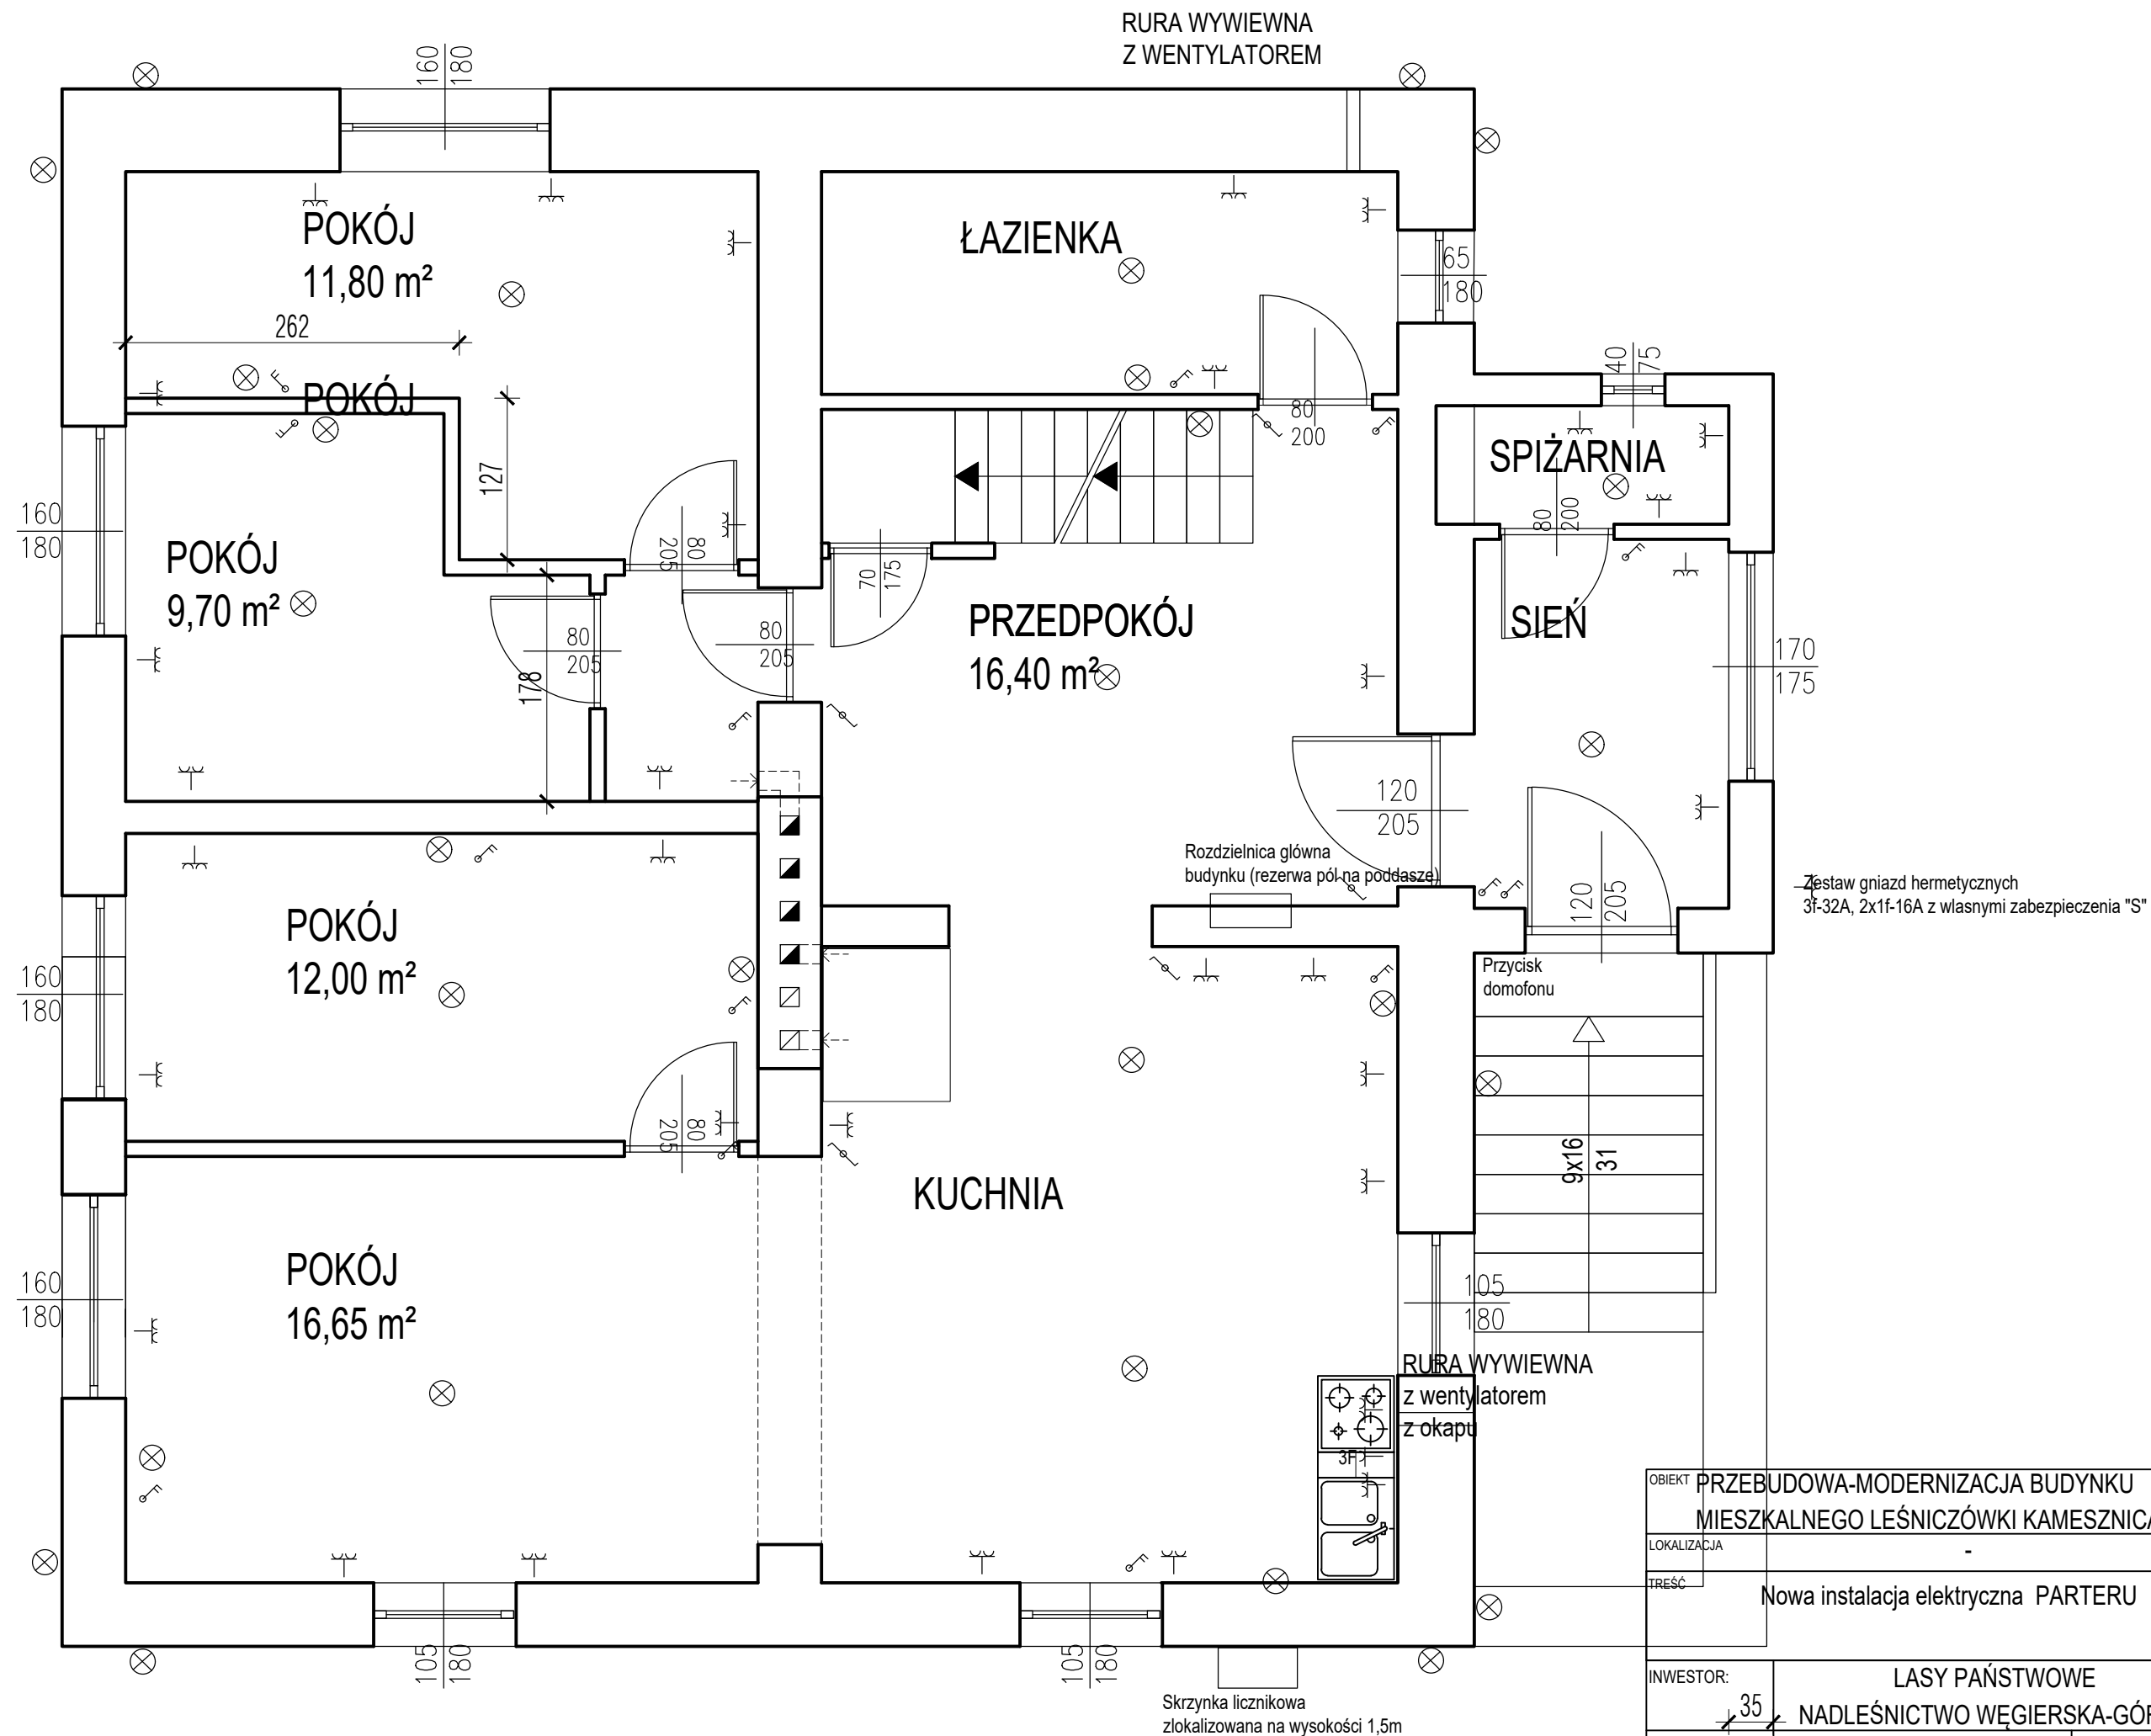 RURA WYWIEWNA
Z WENTYLATOREM
160
180
POKÓJ
11,80 m²
ŁAZIENKA
65
180
262
POKÓJ
40
75
80
200
127
SPIŻARNIA
80
200
160
180
POKÓJ
9,70 m²
80
205
70
175
PRZEDPOKÓJ
16,40 m²
SIEŃ
80
205
80
205
178
170
175
120
205
Rozdzielnica glówna
budynku (rezerwa pól na poddasze)
120
205
Zestaw gniazd hermetycznych
3f-32A, 2x1f-16A z wlasnymi zabezpieczenia "S"
POKÓJ
12,00 m²
160
180
Przycisk
domofonu
80
205
9x16
31
KUCHNIA
POKÓJ
16,65 m²
160
180
105
180
RURA WYWIEWNA
z wentylatorem
z okapu
3F
OBIEKT PRZEBUDOWA-MODERNIZACJA BUDYNKU
MIESZKALNEGO LEŚNICZÓWKI KAMESZNICA
LOKALIZACJA
-
TREŚĆ
Nowa instalacja elektryczna PARTERU
105
180
105
180
INWESTOR:
LASY PAŃSTWOWE
35
NADLEŚNICTWO WĘGIERSKA-GÓR
Skrzynka licznikowa
zlokalizowana na wysokości 1,5m